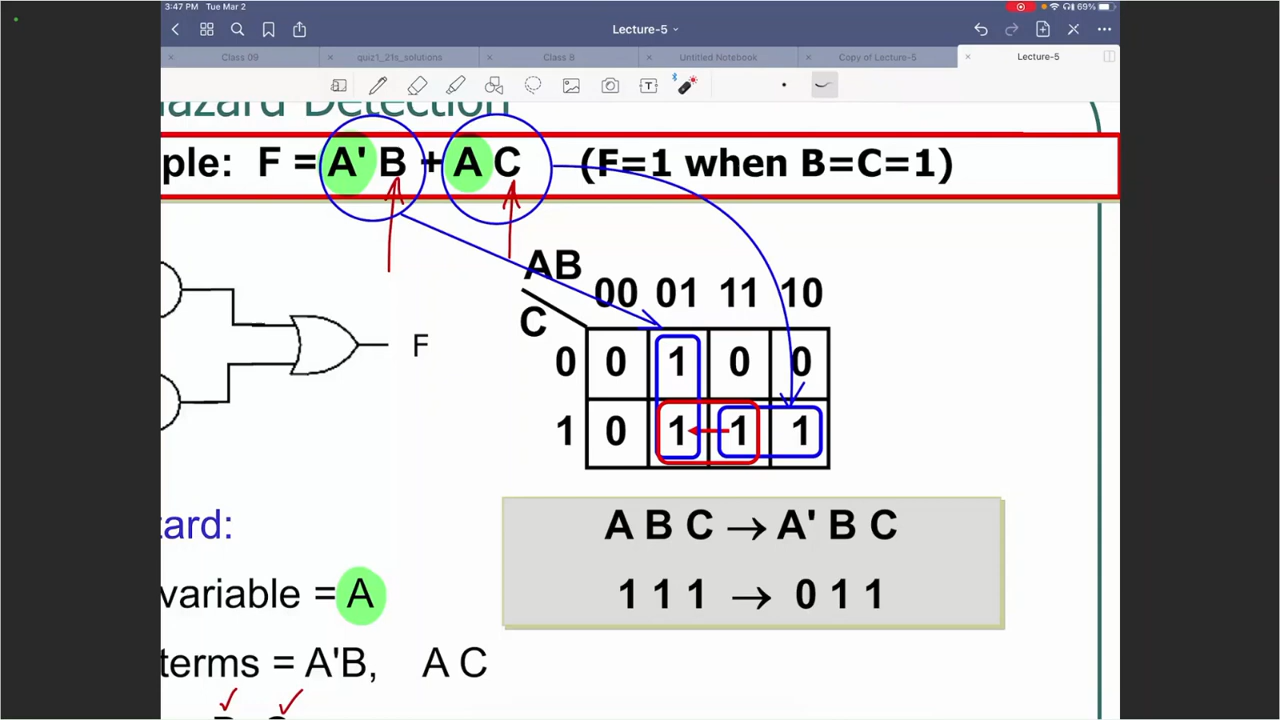 3:47 PM Tue Mar 2
69%
Lecture-5
Class 09
quiz1_21s_solutions
Class 8
Untitled Notebook
Copy of Lecture-5
Lecture-5
azard Detection
ple: F = A' B + A C (F=1 when B=C=1)
AB
00 01 11 10
C
0 0 1 0 0
1 0 1 1 1
F
A B C → A' B C
1 1 1 → 0 1 1
zard:
variable = A
terms = A'B, A C